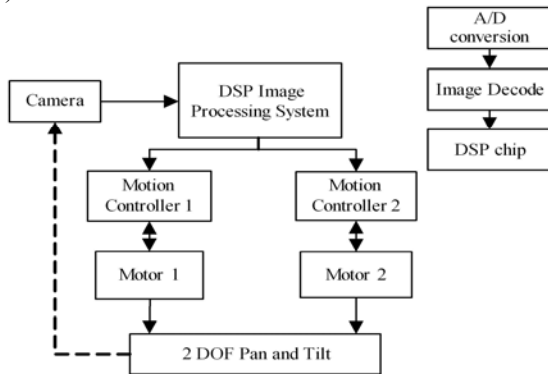 )
A/D
conversion
DSP Image
Processing System
Camera
Image Decode
DSP chip
Motion
Controller 1
Motion
Controller 2
Motor 1
Motor 2
2 DOF Pan and Tilt